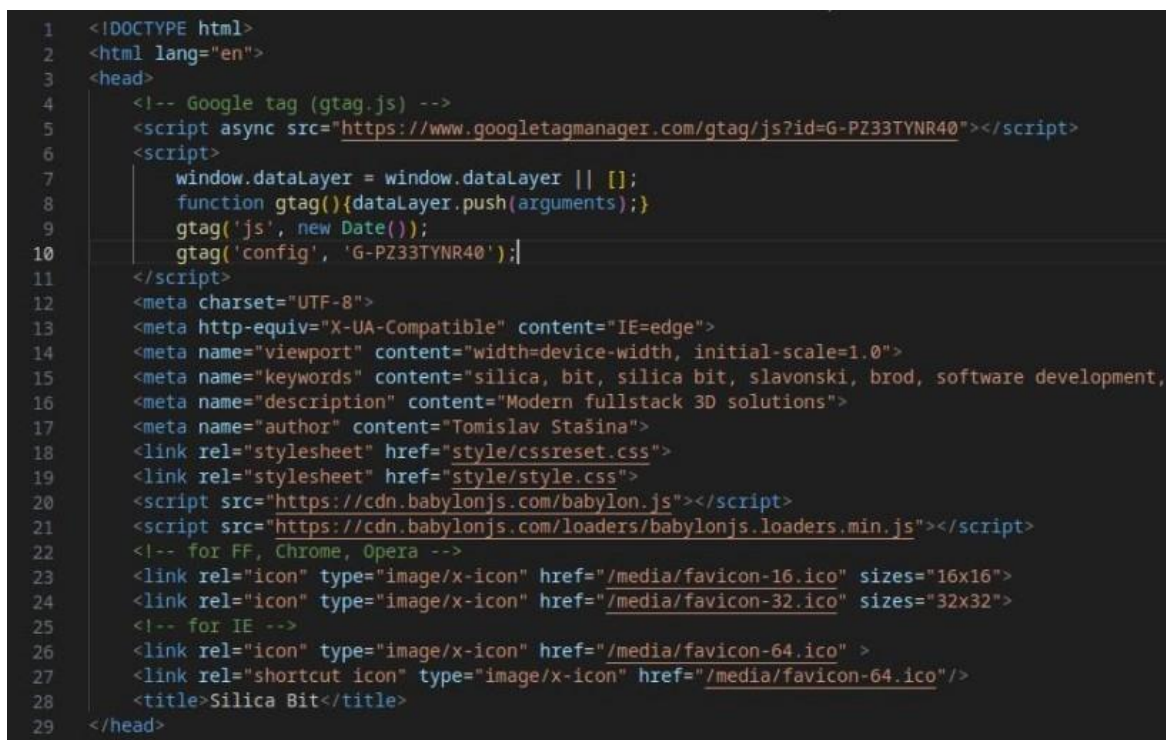 1 <!DOCTYPE html>
2 <html lang="en">
3 <head>
4 <!-- Google tag (gtag.js) -->
5 <script async src="https://www.googletagmanager.com/gtag/js?id=G-PZ33TYNR40"></script>
6 <script>
7 window.dataLayer = window.dataLayer || [];
8 function gtag(){dataLayer.push(arguments);}
9 gtag('js', new Date());
10 gtag('config', 'G-PZ33TYNR40');
11 </script>
12 <meta charset="UTF-8">
13 <meta http-equiv="X-UA-Compatible" content="IE=edge">
14 <meta name="viewport" content="width=device-width, initial-scale=1.0">
15 <meta name="keywords" content="silica, bit, silica bit, slavonski, brod, software development,
16 <meta name="description" content="Modern fullstack 3D solutions">
17 <meta name="author" content="Tomislav Stašina">
18 <link rel="stylesheet" href="style/cssreset.css">
19 <link rel="stylesheet" href="style/style.css">
20 <script src="https://cdn.babylonjs.com/babylon.js"></script>
21 <script src="https://cdn.babylonjs.com/loaders/babylonjs.loaders.min.js"></script>
22 <!-- for FF, Chrome, Opera -->
23 <link rel="icon" type="image/x-icon" href="/media/favicon-16.ico" sizes="16x16">
24 <link rel="icon" type="image/x-icon" href="/media/favicon-32.ico" sizes="32x32">
25 <!-- for IE -->
26 <link rel="icon" type="image/x-icon" href="/media/favicon-64.ico" >
27 <link rel="shortcut icon" type="image/x-icon" href="/media/favicon-64.ico"/>
28 <title>Silica Bit</title>
29 </head>